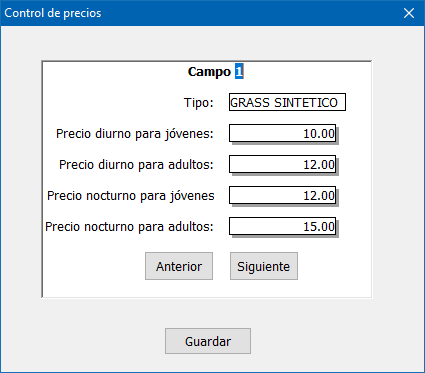 Control de precios
Campo 1
Tipo: GRASS SINTETICO
Precio diurno para jóvenes: 10.00
Precio diurno para adultos: 12.00
Precio nocturno para jóvenes 12.00
Precio nocturno para adultos: 15.00
Anterior Siguiente
Guardar